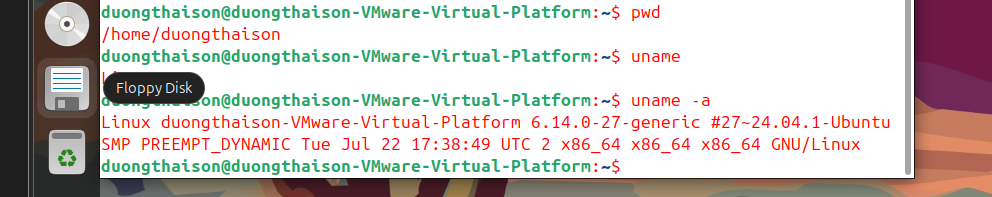 duongthaison@duongthaison-VMware-Virtual-Platform:~$ pwd
/home/duongthaison
duongthaison@duongthaison-VMware-Virtual-Platform:~$ uname
Floppy Disk
duongthaison@duongthaison-VMware-Virtual-Platform:~$ uname -a
Linux duongthaison-VMware-Virtual-Platform 6.14.0-27-generic #27~24.04.1-Ubuntu
SMP PREEMPT_DYNAMIC Tue Jul 22 17:38:49 UTC 2 x86_64 x86_64 x86_64 GNU/Linux
duongthaison@duongthaison-VMware-Virtual-Platform:~$